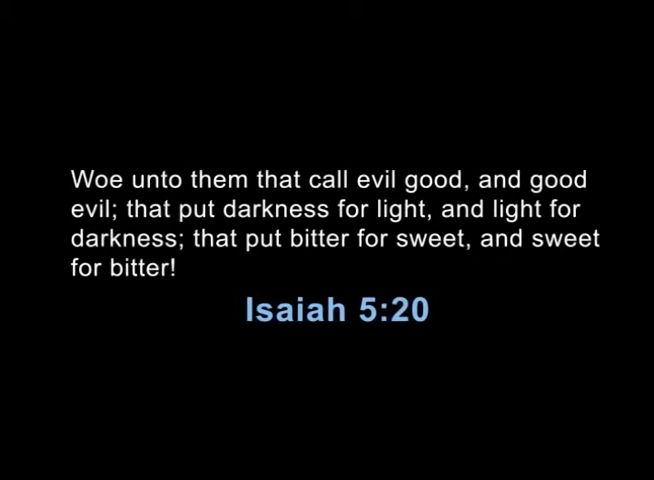 Woe unto them that call evil good, and good
evil; that put darkness for light, and light for
darkness; that put bitter for sweet, and sweet
for bitter!
Isaiah 5:20